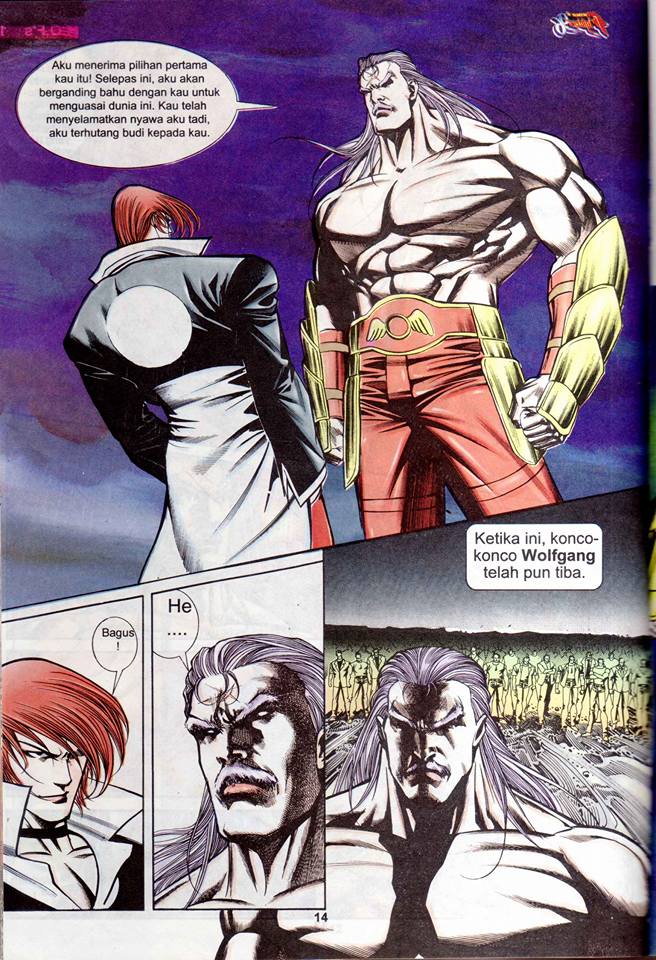 Aku menerima pilihan pertama
kau itu! Selepas ini, aku akan
berganding bahu dengan kau untuk
menguasai dunia ini. Kau telah
menyelamatkan nyawa aku tadi,
aku terhutang budi kepada kau.
Ketika ini, konco-
konco Wolfgang
telah pun tiba.
Bagus
!
He
....
14